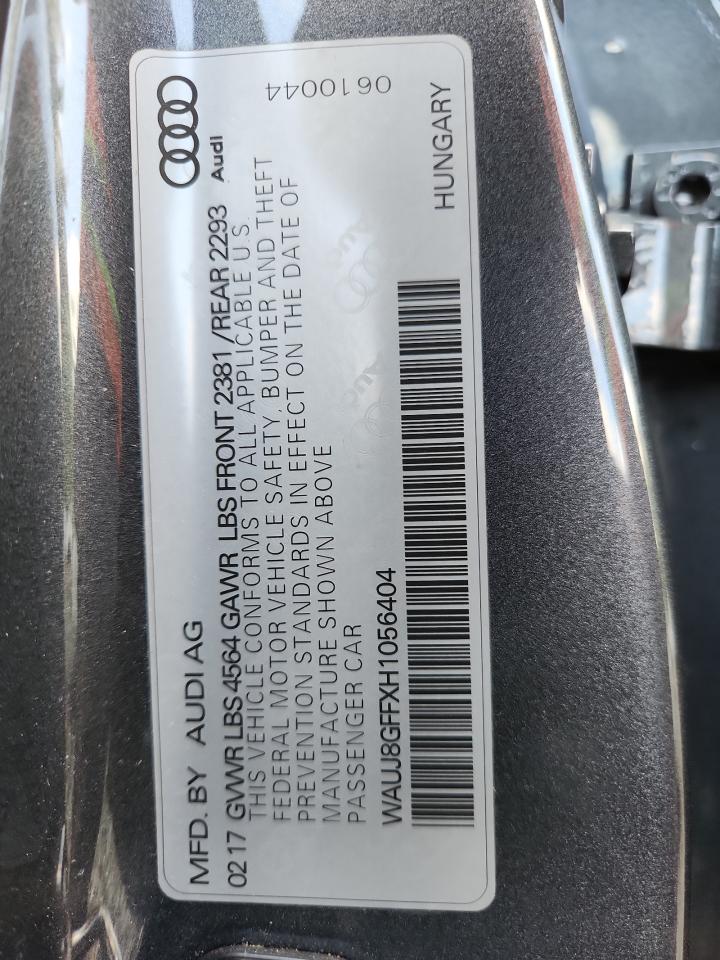 MFD. BY AUDI AG
Audi
02 17 GVWR LBS 4564 GAWR LBS FRONT 2381 /REAR 2293
THIS VEHICLE CONFORMS TO ALL APPLICABLE U.S.
FEDERAL MOTOR VEHICLE SAFETY, BUMPER AND THEFT
PREVENTION STANDARDS IN EFFECT ON THE DATE OF
MANUFACTURE SHOWN ABOVE
PASSENGER CAR
WAUJ8GFFXH1056404
HUNGARY
0610044